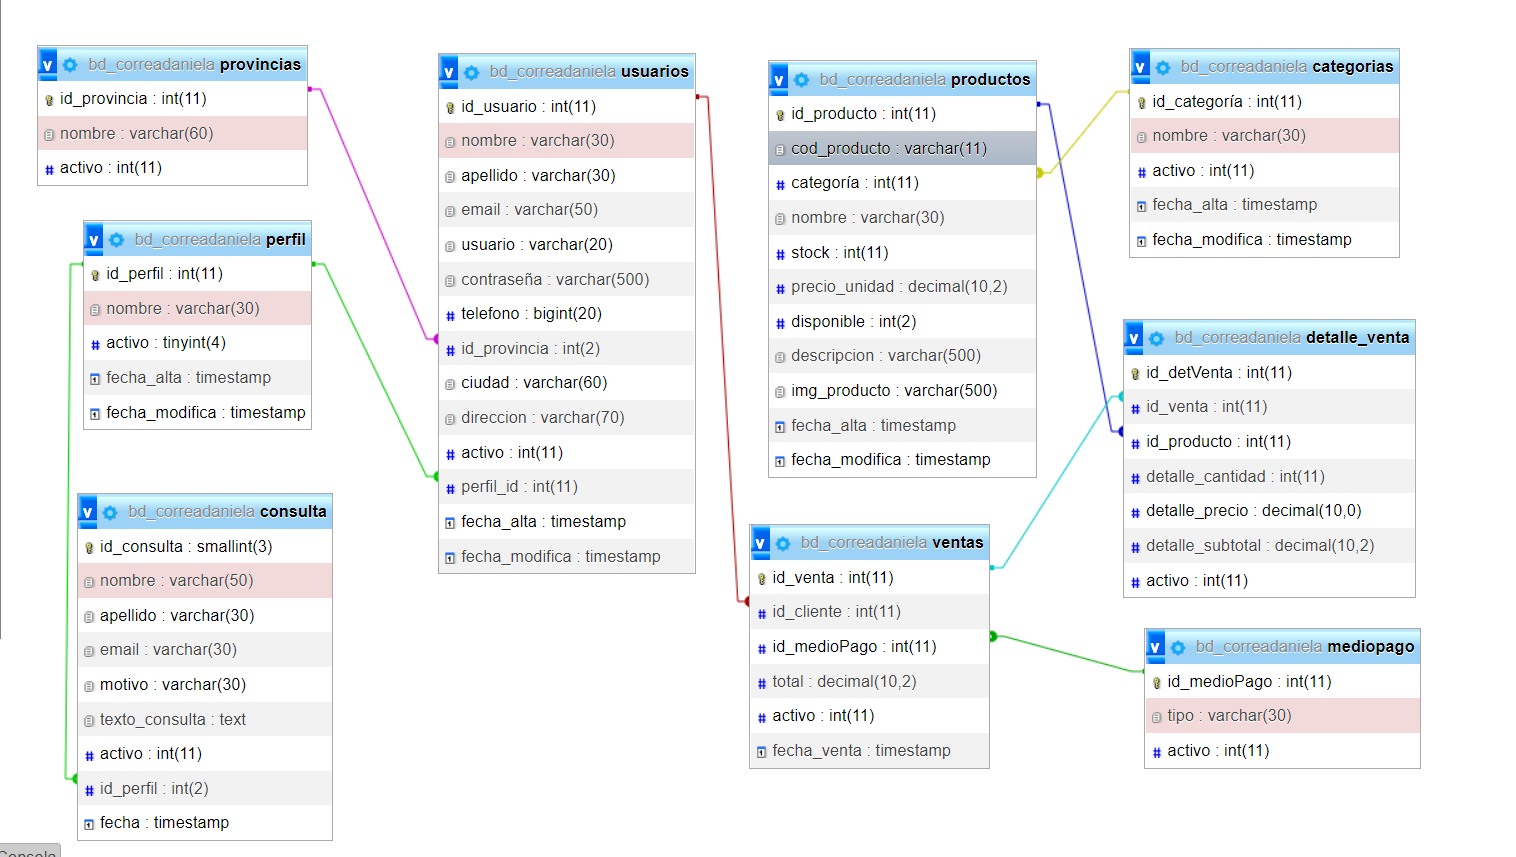 bd_correadaniela provincias
id_provincia : int(11)
nombre : varchar(60)
activo : int(11)
bd_correadaniela perfil
id_perfil : int(11)
nombre : varchar(30)
activo : tinyint(4)
fecha_alta : timestamp
fecha_modifica : timestamp
bd_correadaniela consulta
id_consulta : smallint(3)
nombre : varchar(50)
apellido : varchar(30)
email : varchar(30)
motivo : varchar(30)
texto_consulta : text
activo : int(11)
id_perfil : int(2)
fecha : timestamp
bd_correadaniela usuarios
id_usuario : int(11)
nombre : varchar(30)
apellido : varchar(30)
email : varchar(50)
usuario : varchar(20)
contraseña : varchar(500)
telefono : bigint(20)
id_provincia : int(2)
ciudad : varchar(60)
direccion : varchar(70)
activo : int(11)
perfil_id : int(11)
fecha_alta : timestamp
fecha_modifica : timestamp
bd_correadaniela productos
id_producto : int(11)
cod_producto : varchar(11)
categoría : int(11)
nombre : varchar(30)
stock : int(11)
precio_unidad : decimal(10,2)
disponible : int(2)
descripcion : varchar(500)
img_producto : varchar(500)
fecha_alta : timestamp
fecha_modifica : timestamp
bd_correadaniela ventas
id_venta : int(11)
id_cliente : int(11)
id_medioPago : int(11)
total : decimal(10,2)
activo : int(11)
fecha_venta : timestamp
bd_correadaniela categorias
id_categoría : int(11)
nombre : varchar(30)
activo : int(11)
fecha_alta : timestamp
fecha_modifica : timestamp
bd_correadaniela detalle_venta
id_detVenta : int(11)
id_venta : int(11)
id_producto : int(11)
detalle_cantidad : int(11)
detalle_precio : decimal(10,0)
detalle_subtotal : decimal(10,2)
activo : int(11)
bd_correadaniela mediopago
id_medioPago : int(11)
tipo : varchar(30)
activo : int(11)